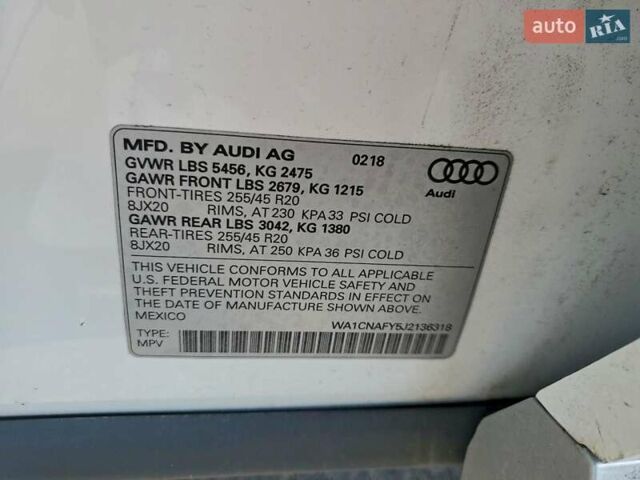 auto RIA .com
MFD. BY AUDI AG 0218
GVWR LBS 5456, KG 2475
GAWR FRONT LBS 2679, KG 1215
FRONT-TIRES 255/45 R20
8JX20 RIMS, AT 230 KPA 33 PSI COLD
GAWR REAR LBS 3042, KG 1380
REAR-TIRES 255/45 R20
8JX20 RIMS, AT 250 KPA 36 PSI COLD
Audi
THIS VEHICLE CONFORMS TO ALL APPLICABLE
U.S. FEDERAL MOTOR VEHICLE SAFETY AND
THEFT PREVENTION STANDARDS IN EFFECT ON
THE DATE OF MANUFACTURE SHOWN ABOVE.
MEXICO
WA1CNAFY5J2136318
TYPE:
MPV